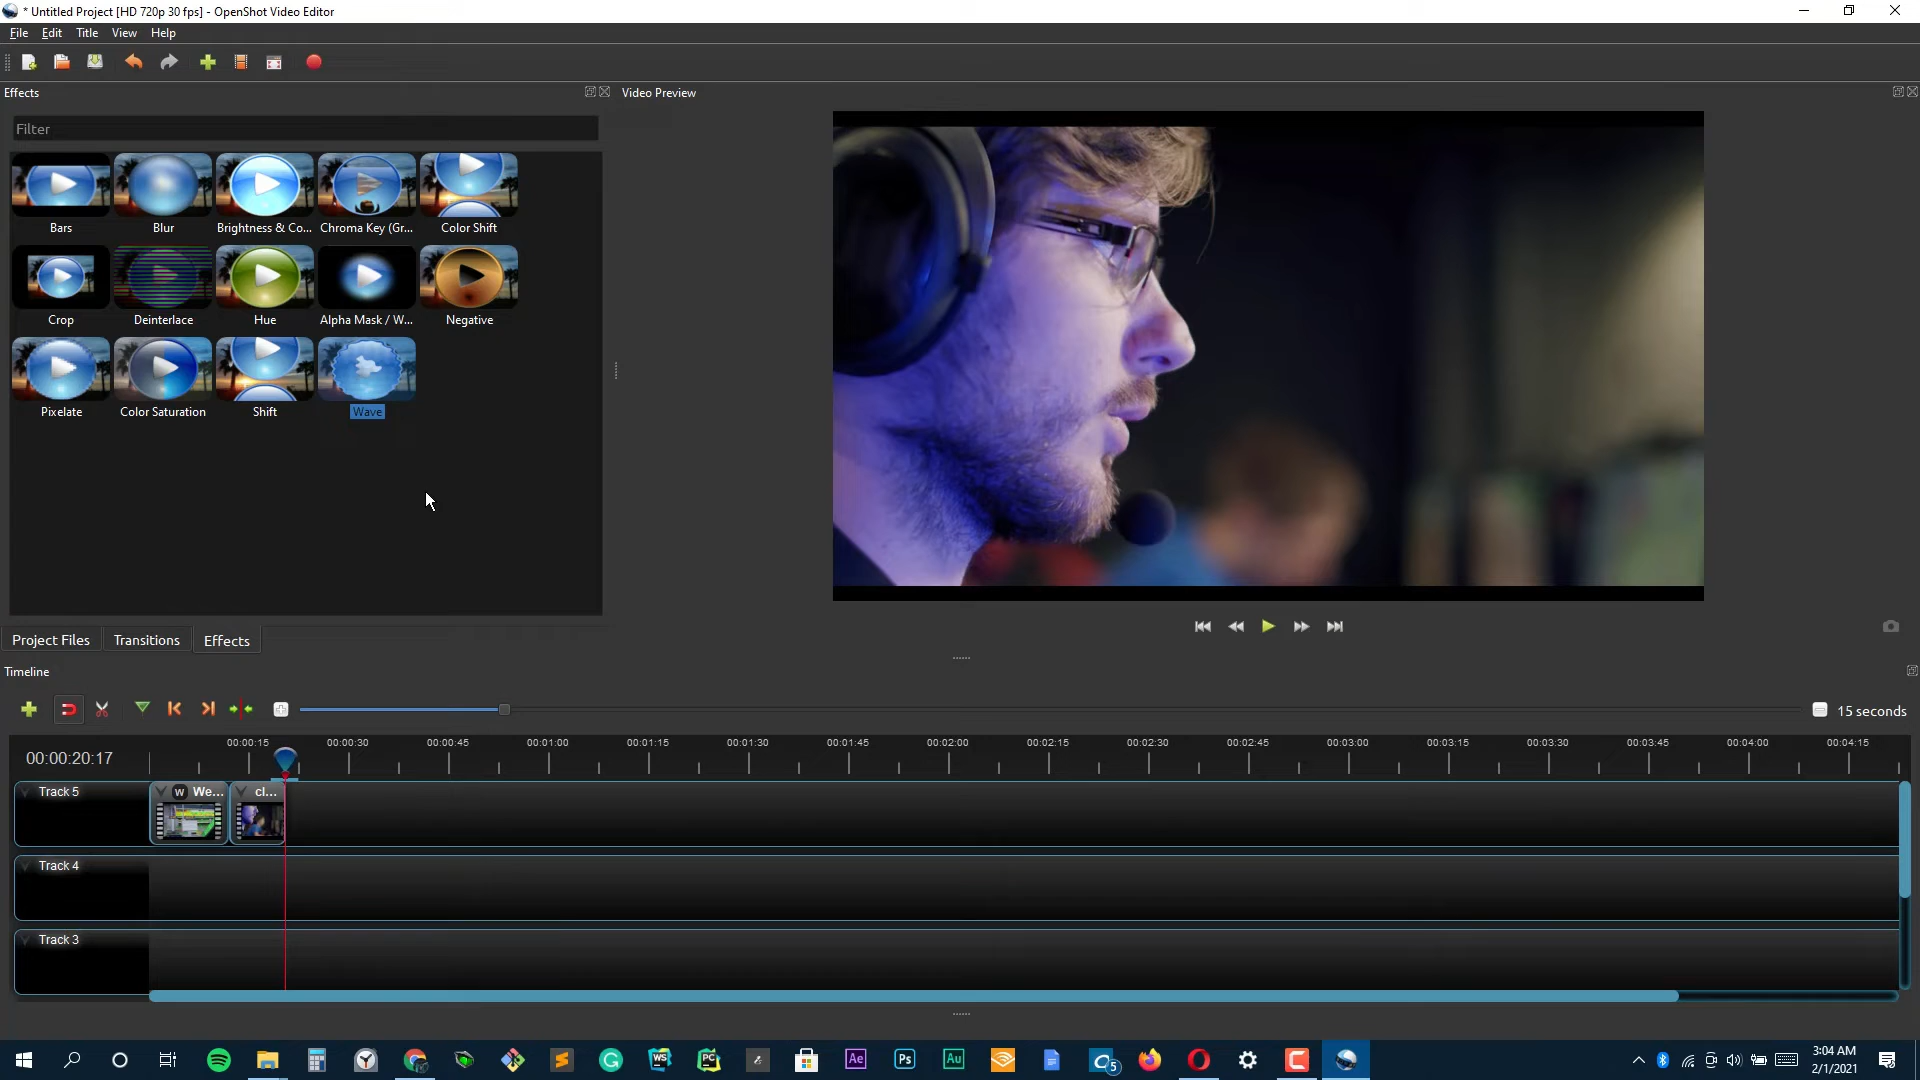 * Untitled Project [HD 720p 30 fps] - OpenShot Video Editor
File Edit Title View Help
Effects
Video Preview
Filter
Bars Blur Brightness & Co... Chroma Key (Gr... Color Shift
Crop Deinterlace Hue Alpha Mask / W... Negative
Pixelate Color Saturation Shift Wave
Project Files Transitions Effects
Timeline
15 seconds
00:00:20:17
00:00:15 00:00:30 00:00:45 00:01:00 00:01:15 00:01:30 00:01:45 00:02:00 00:02:15 00:02:30 00:02:45 00:03:00 00:03:15 00:03:30 00:03:45 00:04:00 00:04:15
Track 5 W We... cl...
Track 4
Track 3
WS PC Ae Ps Au 5
3:04 AM
2/1/2021